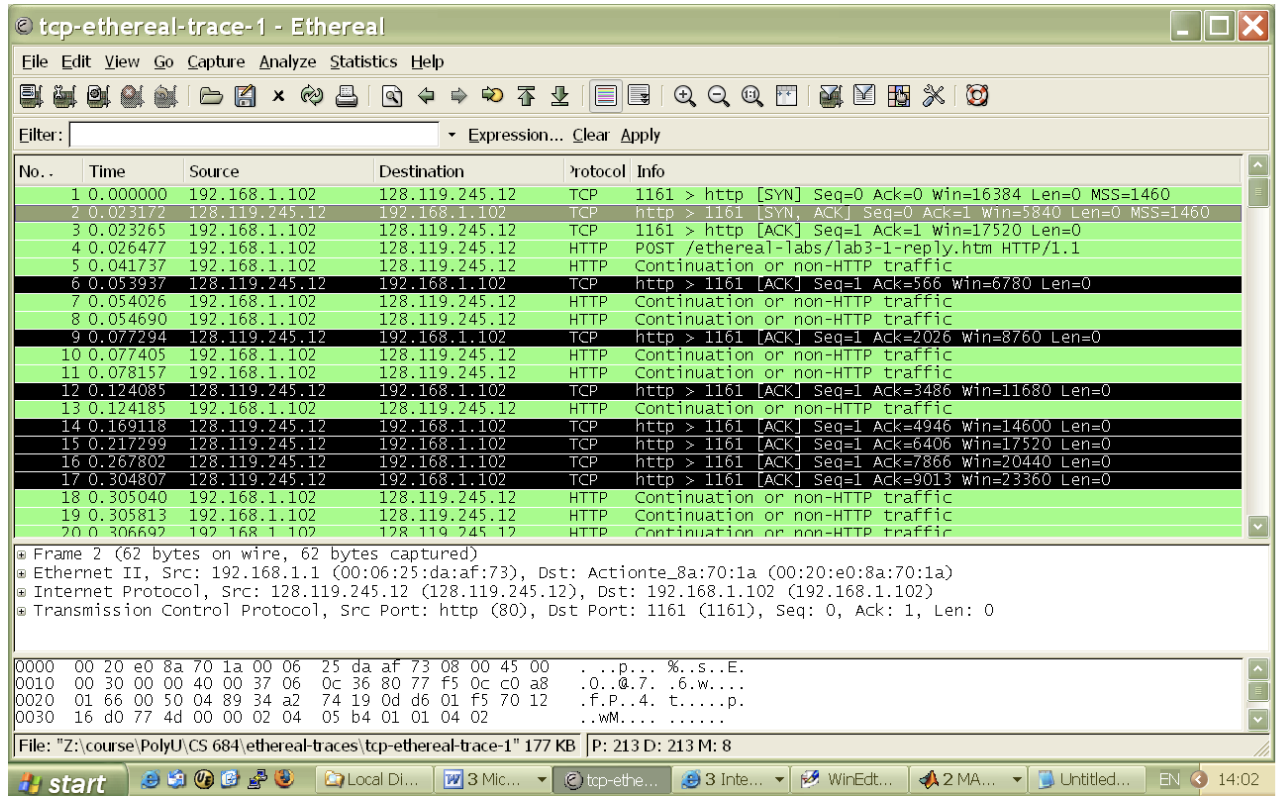 tcp-ethereal-trace-1 - Ethereal
File Edit View Go Capture Analyze Statistics Help
Filter: Expression... Clear Apply
No. . Time Source Destination Protocol Info
1 0.000000 192.168.1.102 128.119.245.12 TCP 1161 > http [SYN] Seq=0 Ack=0 Win=16384 Len=0 MSS=1460
2 0.023172 128.119.245.12 192.168.1.102 TCP http > 1161 [SYN, ACK] Seq=0 Ack=1 Win=5840 Len=0 MSS=1460
3 0.023265 192.168.1.102 128.119.245.12 TCP 1161 > http [ACK] Seq=1 Ack=1 Win=17520 Len=0
4 0.026477 192.168.1.102 128.119.245.12 HTTP POST /ethereal-labs/lab3-1-reply.htm HTTP/1.1
5 0.041737 192.168.1.102 128.119.245.12 HTTP Continuation or non-HTTP traffic
6 0.053937 128.119.245.12 192.168.1.102 TCP http > 1161 [ACK] Seq=1 Ack=566 Win=6780 Len=0
7 0.054026 192.168.1.102 128.119.245.12 HTTP Continuation or non-HTTP traffic
8 0.054690 192.168.1.102 128.119.245.12 HTTP Continuation or non-HTTP traffic
9 0.077294 128.119.245.12 192.168.1.102 TCP http > 1161 [ACK] Seq=1 Ack=2026 Win=8760 Len=0
10 0.077405 192.168.1.102 128.119.245.12 HTTP Continuation or non-HTTP traffic
11 0.078157 192.168.1.102 128.119.245.12 HTTP Continuation or non-HTTP traffic
12 0.124085 128.119.245.12 192.168.1.102 TCP http > 1161 [ACK] Seq=1 Ack=3486 Win=11680 Len=0
13 0.124185 192.168.1.102 128.119.245.12 HTTP Continuation or non-HTTP traffic
14 0.169118 128.119.245.12 192.168.1.102 TCP http > 1161 [ACK] Seq=1 Ack=4946 Win=14600 Len=0
15 0.217299 128.119.245.12 192.168.1.102 TCP http > 1161 [ACK] Seq=1 Ack=6406 Win=17520 Len=0
16 0.267802 128.119.245.12 192.168.1.102 TCP http > 1161 [ACK] Seq=1 Ack=7866 Win=20440 Len=0
17 0.304807 128.119.245.12 192.168.1.102 TCP http > 1161 [ACK] Seq=1 Ack=9013 Win=23360 Len=0
18 0.305040 192.168.1.102 128.119.245.12 HTTP Continuation or non-HTTP traffic
19 0.305813 192.168.1.102 128.119.245.12 HTTP Continuation or non-HTTP traffic
20 0.306692 192.168.1.102 128.119.245.12 HTTP Continuation or non-HTTP traffic
Frame 2 (62 bytes on wire, 62 bytes captured)
Ethernet II, Src: 192.168.1.1 (00:06:25:da:af:73), Dst: Actionte_8a:70:1a (00:20:e0:8a:70:1a)
Internet Protocol, Src: 128.119.245.12 (128.119.245.12), Dst: 192.168.1.102 (192.168.1.102)
Transmission Control Protocol, Src Port: http (80), Dst Port: 1161 (1161), Seq: 0, Ack: 1, Len: 0
0000 00 20 e0 8a 70 1a 00 06 25 da af 73 08 00 45 00 . ..p... %..s..E.
0010 00 30 00 00 40 00 37 06 0c 36 80 77 f5 0c c0 a8 .0..@.7. .6.w....
0020 01 66 00 50 04 89 34 a2 74 19 0d d6 01 f5 70 12 .f.P..4. t.....p.
0030 16 d0 77 4d 00 00 02 04 05 b4 01 01 04 02 ..wM.... ......
File: "Z:\course\PolyU\CS 684\ethereal-traces\tcp-ethereal-trace-1" 177 KB P: 213 D: 213 M: 8
start Local Di... 3 Mic... tcp-ethe... 3 Inte... WinEdt... 2 MA... Untitled... EN 14:02